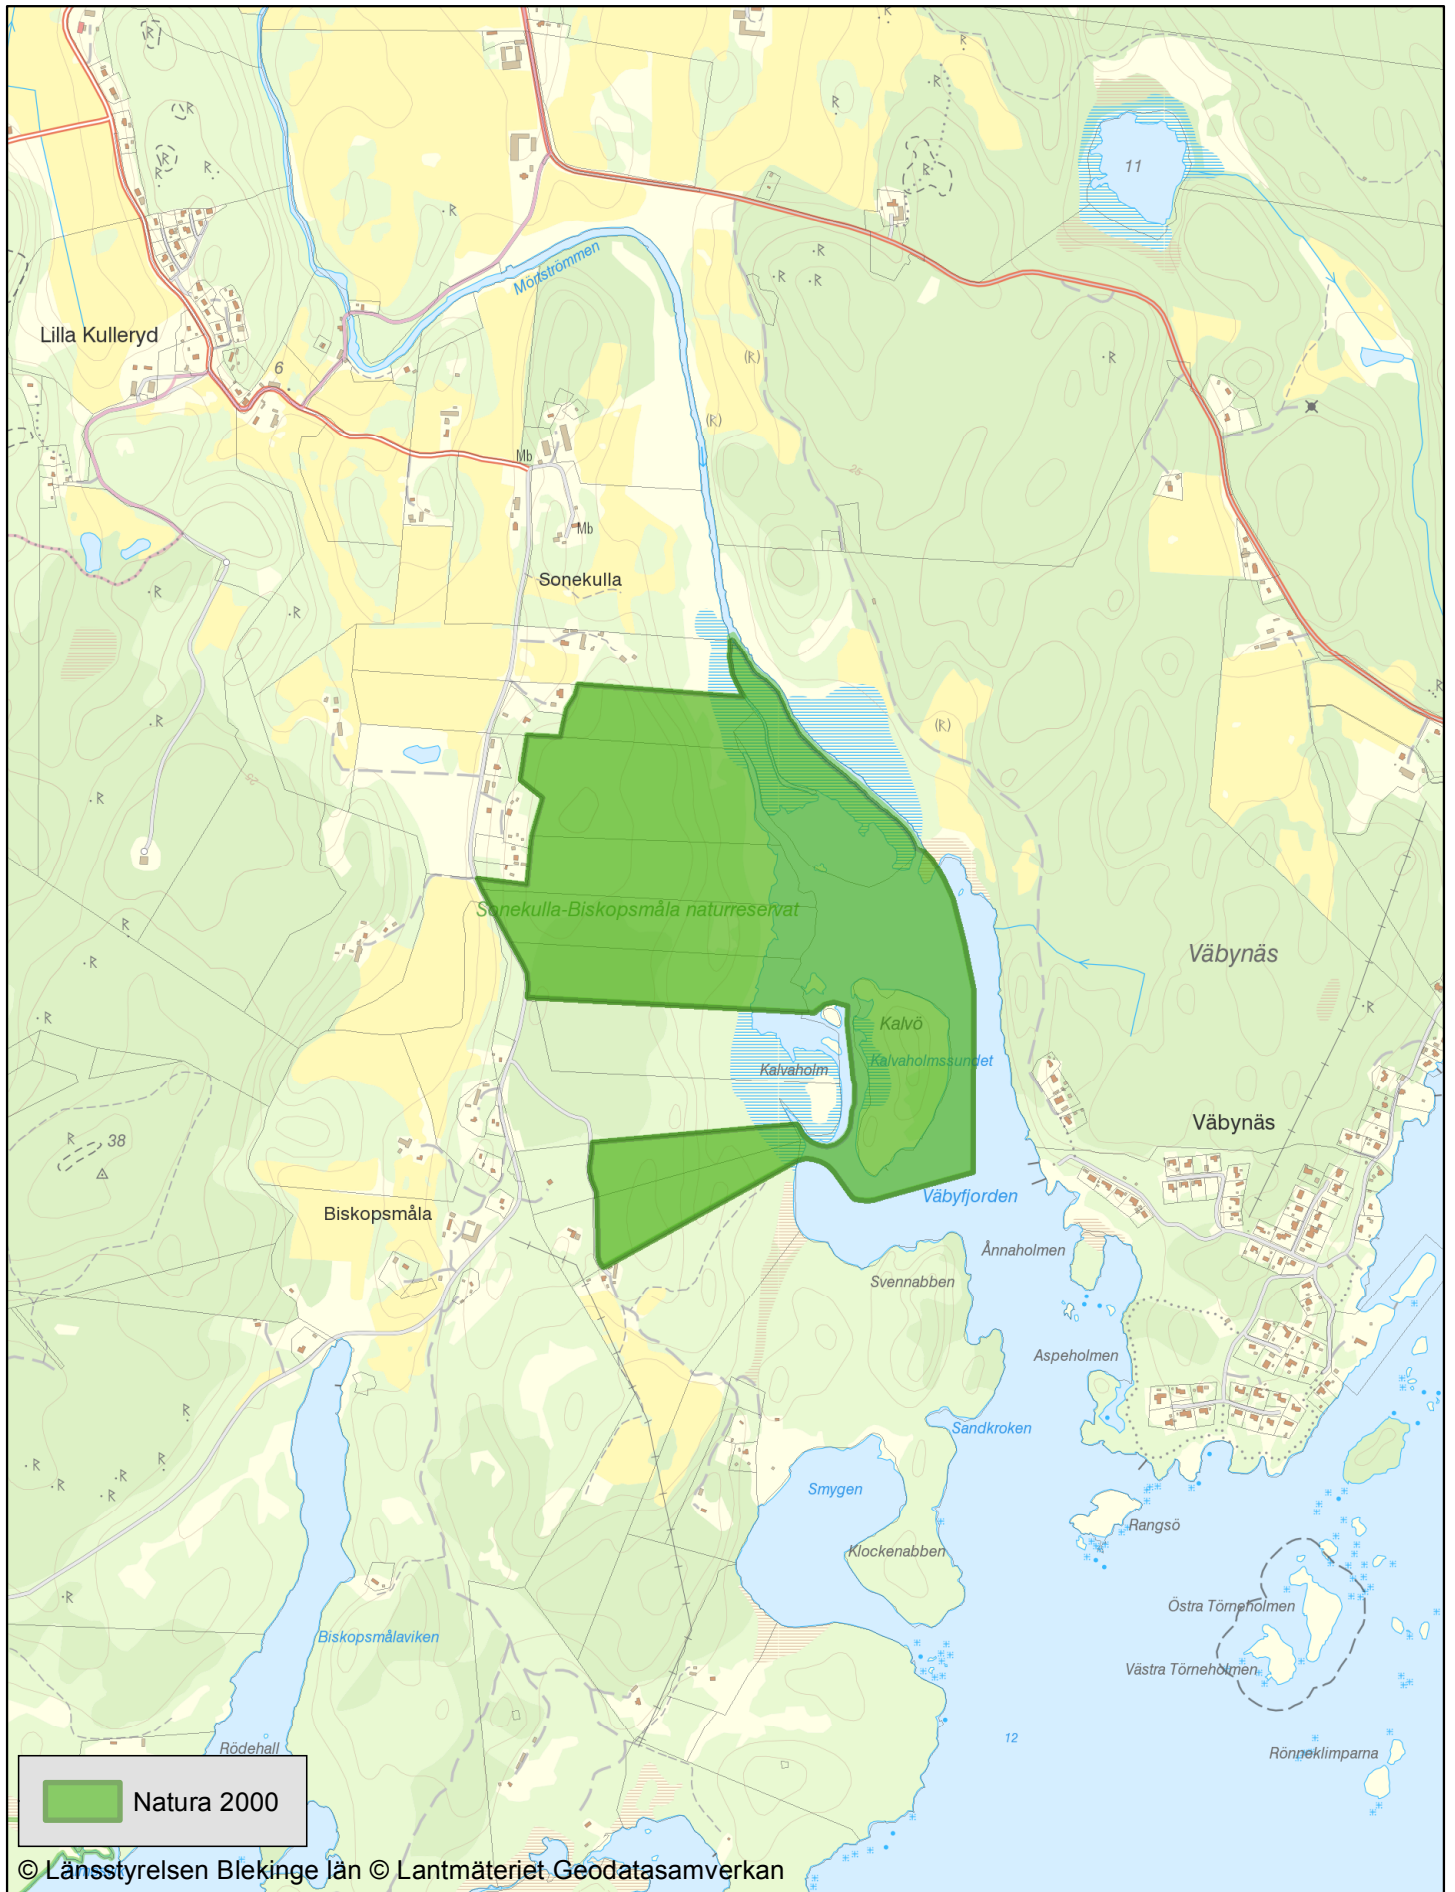 11
Mörtströmmen
Lilla Kulleryd
(R)
6
(R)
Mb
26
Mb
Sonekulla
(R)
Sonekulla-Biskopsmåla naturreservat
Väbynäs
Kalvö
Kalvaholmssundet
Kalvaholm
Väbynäs
38
Väbyfjorden
Biskopsmåla
Ånnaholmen
Svennabben
Aspeholmen
Sandkroken
Smygen
Rangsö
Klockenabben
Östra Törneholmen
Biskopsmålaviken
Västra Törneholmen
12
Rödehall
Rönneklimparna
Natura 2000
© Länsstyrelsen Blekinge län © Lantmäteriet Geodatasamverkan